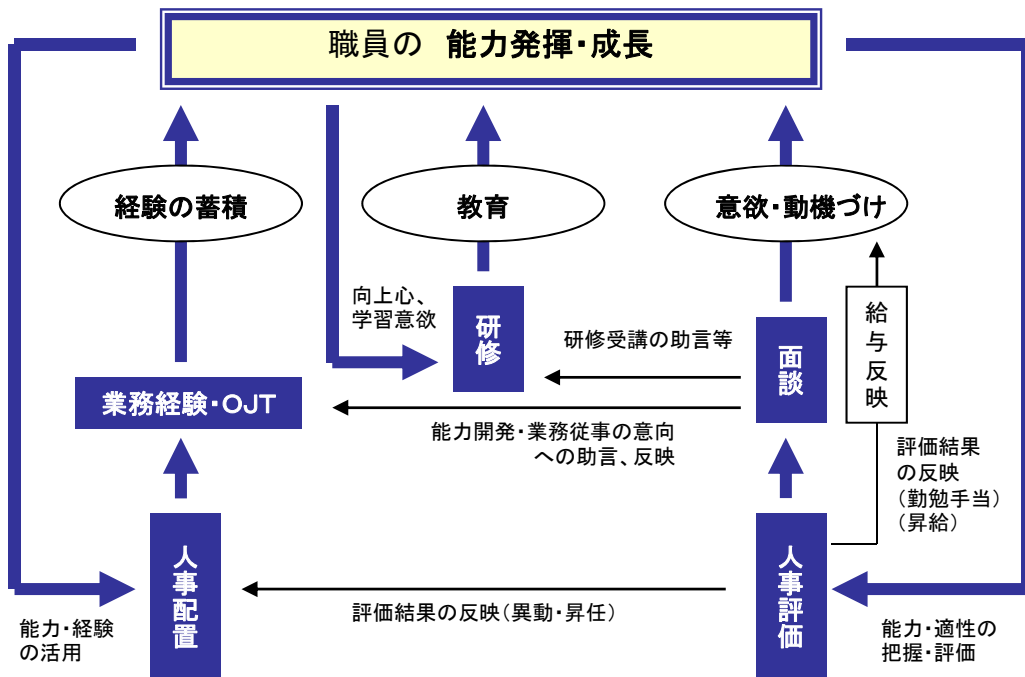 職員の 能力発揮・成長
経験の蓄積
教育
意欲・動機づけ
向上心、
学習意欲
研修
研修受講の助言等
面談
給与反映
業務経験・OJT
能力開発・業務従事の意向
への助言、反映
評価結果
の反映
(勤勉手当)
(昇給)
人事配置
人事評価
評価結果の反映(異動・昇任)
能力・経験
の活用
能力・適性の
把握・評価